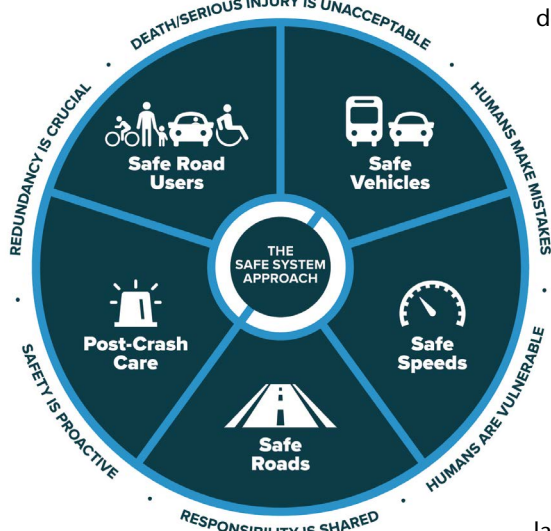 DEATH/SERIOUS INJURY IS UNACCEPTABLE
d
HUMANS MAKE MISTAKES
HUMANS ARE VULNERABLE
RESPONSIBILITY IS SHARED
SAFETY IS PROACTIVE
REDUNDANCY IS CRUCIAL
Safe Road
Users
Safe
Vehicles
THE
SAFE SYSTEM
APPROACH
Post-Crash
Care
Safe
Speeds
Safe
Roads
la